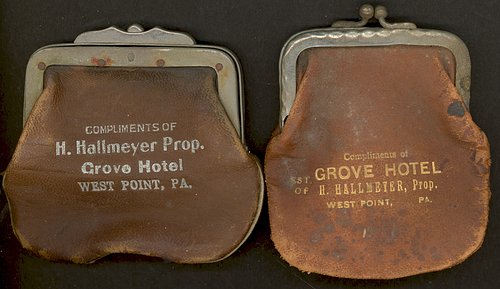 COMPLIMENTS OF
H. Hallmeyer Prop.
Grove Hotel
WEST POINT, PA.
Compliments of
GROVE HOTEL
OF H. HALLMEYER, Prop.
WEST POINT, PA.